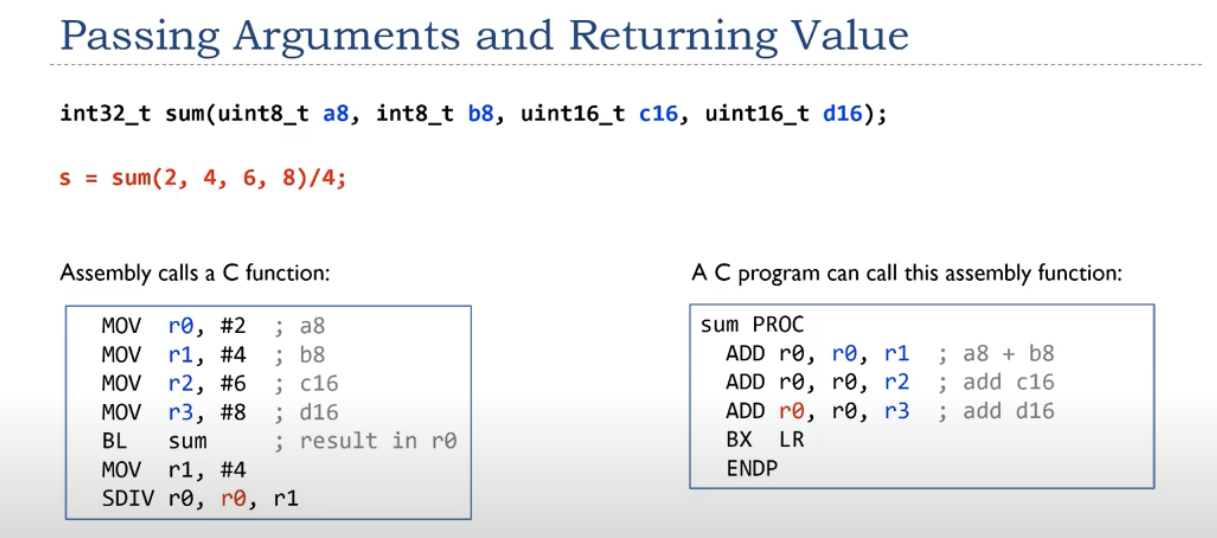 Passing Arguments and Returning Value
int32_t sum(uint8_t a8, int8_t b8, uint16_t c16, uint16_t d16);
s = sum(2, 4, 6, 8)/4;
Assembly calls a C function:
MOV r0, #2 ; a8
MOV r1, #4 ; b8
MOV r2, #6 ; c16
MOV r3, #8 ; d16
BL sum ; result in r0
MOV r1, #4
SDIV r0, r0, r1
A C program can call this assembly function:
sum PROC
ADD r0, r0, r1 ; a8 + b8
ADD r0, r0, r2 ; add c16
ADD r0, r0, r3 ; add d16
BX LR
ENDP